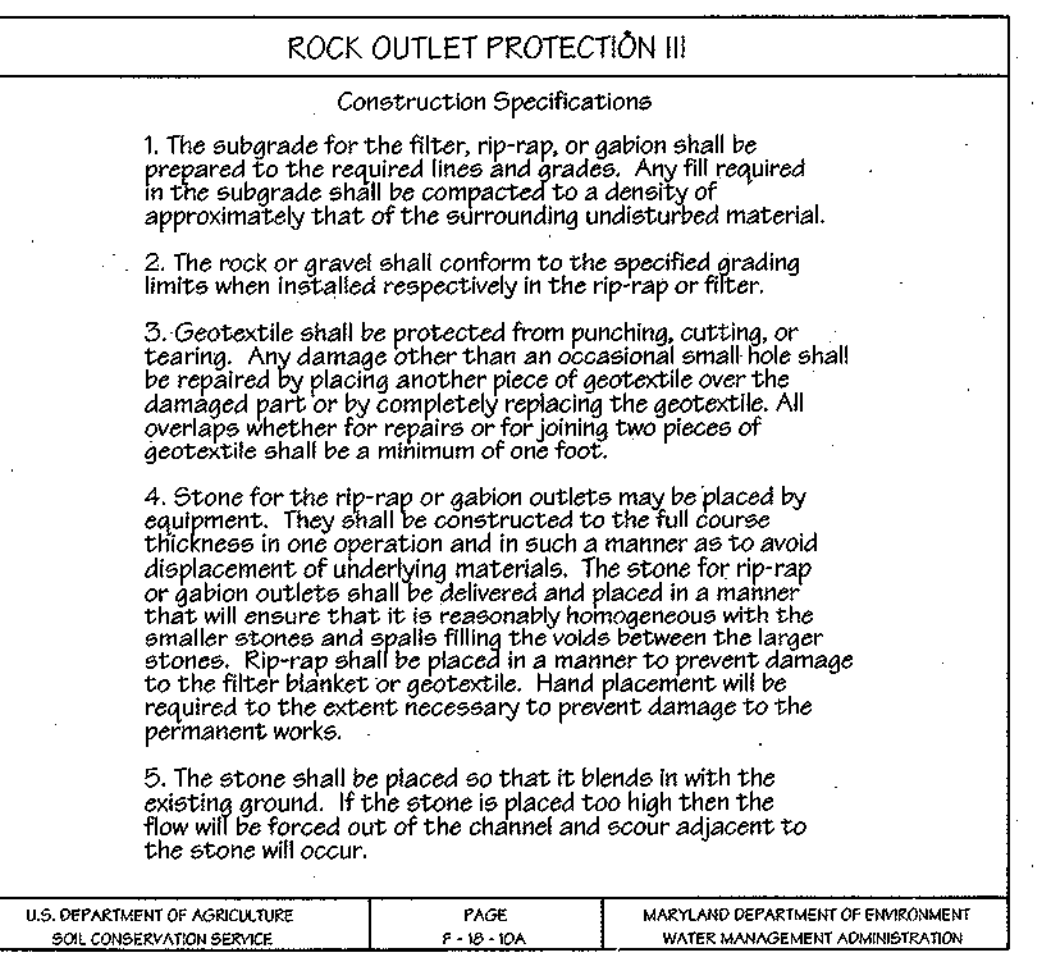 ROCK OUTLET PROTECTION III
Construction Specifications
1. The subgrade for the filter, rip-rap, or gabion shall be
prepared to the required lines and grades. Any fill required
in the subgrade shall be compacted to a density of
approximately that of the surrounding undisturbed material.
2. The rock or gravel shall conform to the specified grading
limits when installed respectively in the rip-rap or filter.
3. Geotextile shall be protected from punching, cutting, or
tearing. Any damage other than an occasional small hole shall
be repaired by placing another piece of geotextile over the
damaged part or by completely replacing the geotextile. All
overlaps whether for repairs or for joining two pieces of
geotextile shall be a minimum of one foot.
4. Stone for the rip-rap or gabion outlets may be placed by
equipment. They shall be constructed to the full course
thickness in one operation and in such a manner as to avoid
displacement of underlying materials. The stone for rip-rap
or gabion outlets shall be delivered and placed in a manner
that will ensure that it is reasonably homogeneous with the
smaller stones and spalls filling the voids between the larger
stones. Rip-rap shall be placed in a manner to prevent damage
to the filter blanket or geotextile. Hand placement will be
required to the extent necessary to prevent damage to the
permanent works.
5. The stone shall be placed so that it blends in with the
existing ground. If the stone is placed too high then the
flow will be forced out of the channel and scour adjacent to
the stone will occur.
U.S. DEPARTMENT OF AGRICULTURE
SOIL CONSERVATION SERVICE
PAGE
F - 18 - 10A
MARYLAND DEPARTMENT OF ENVIRONMENT
WATER MANAGEMENT ADMINISTRATION